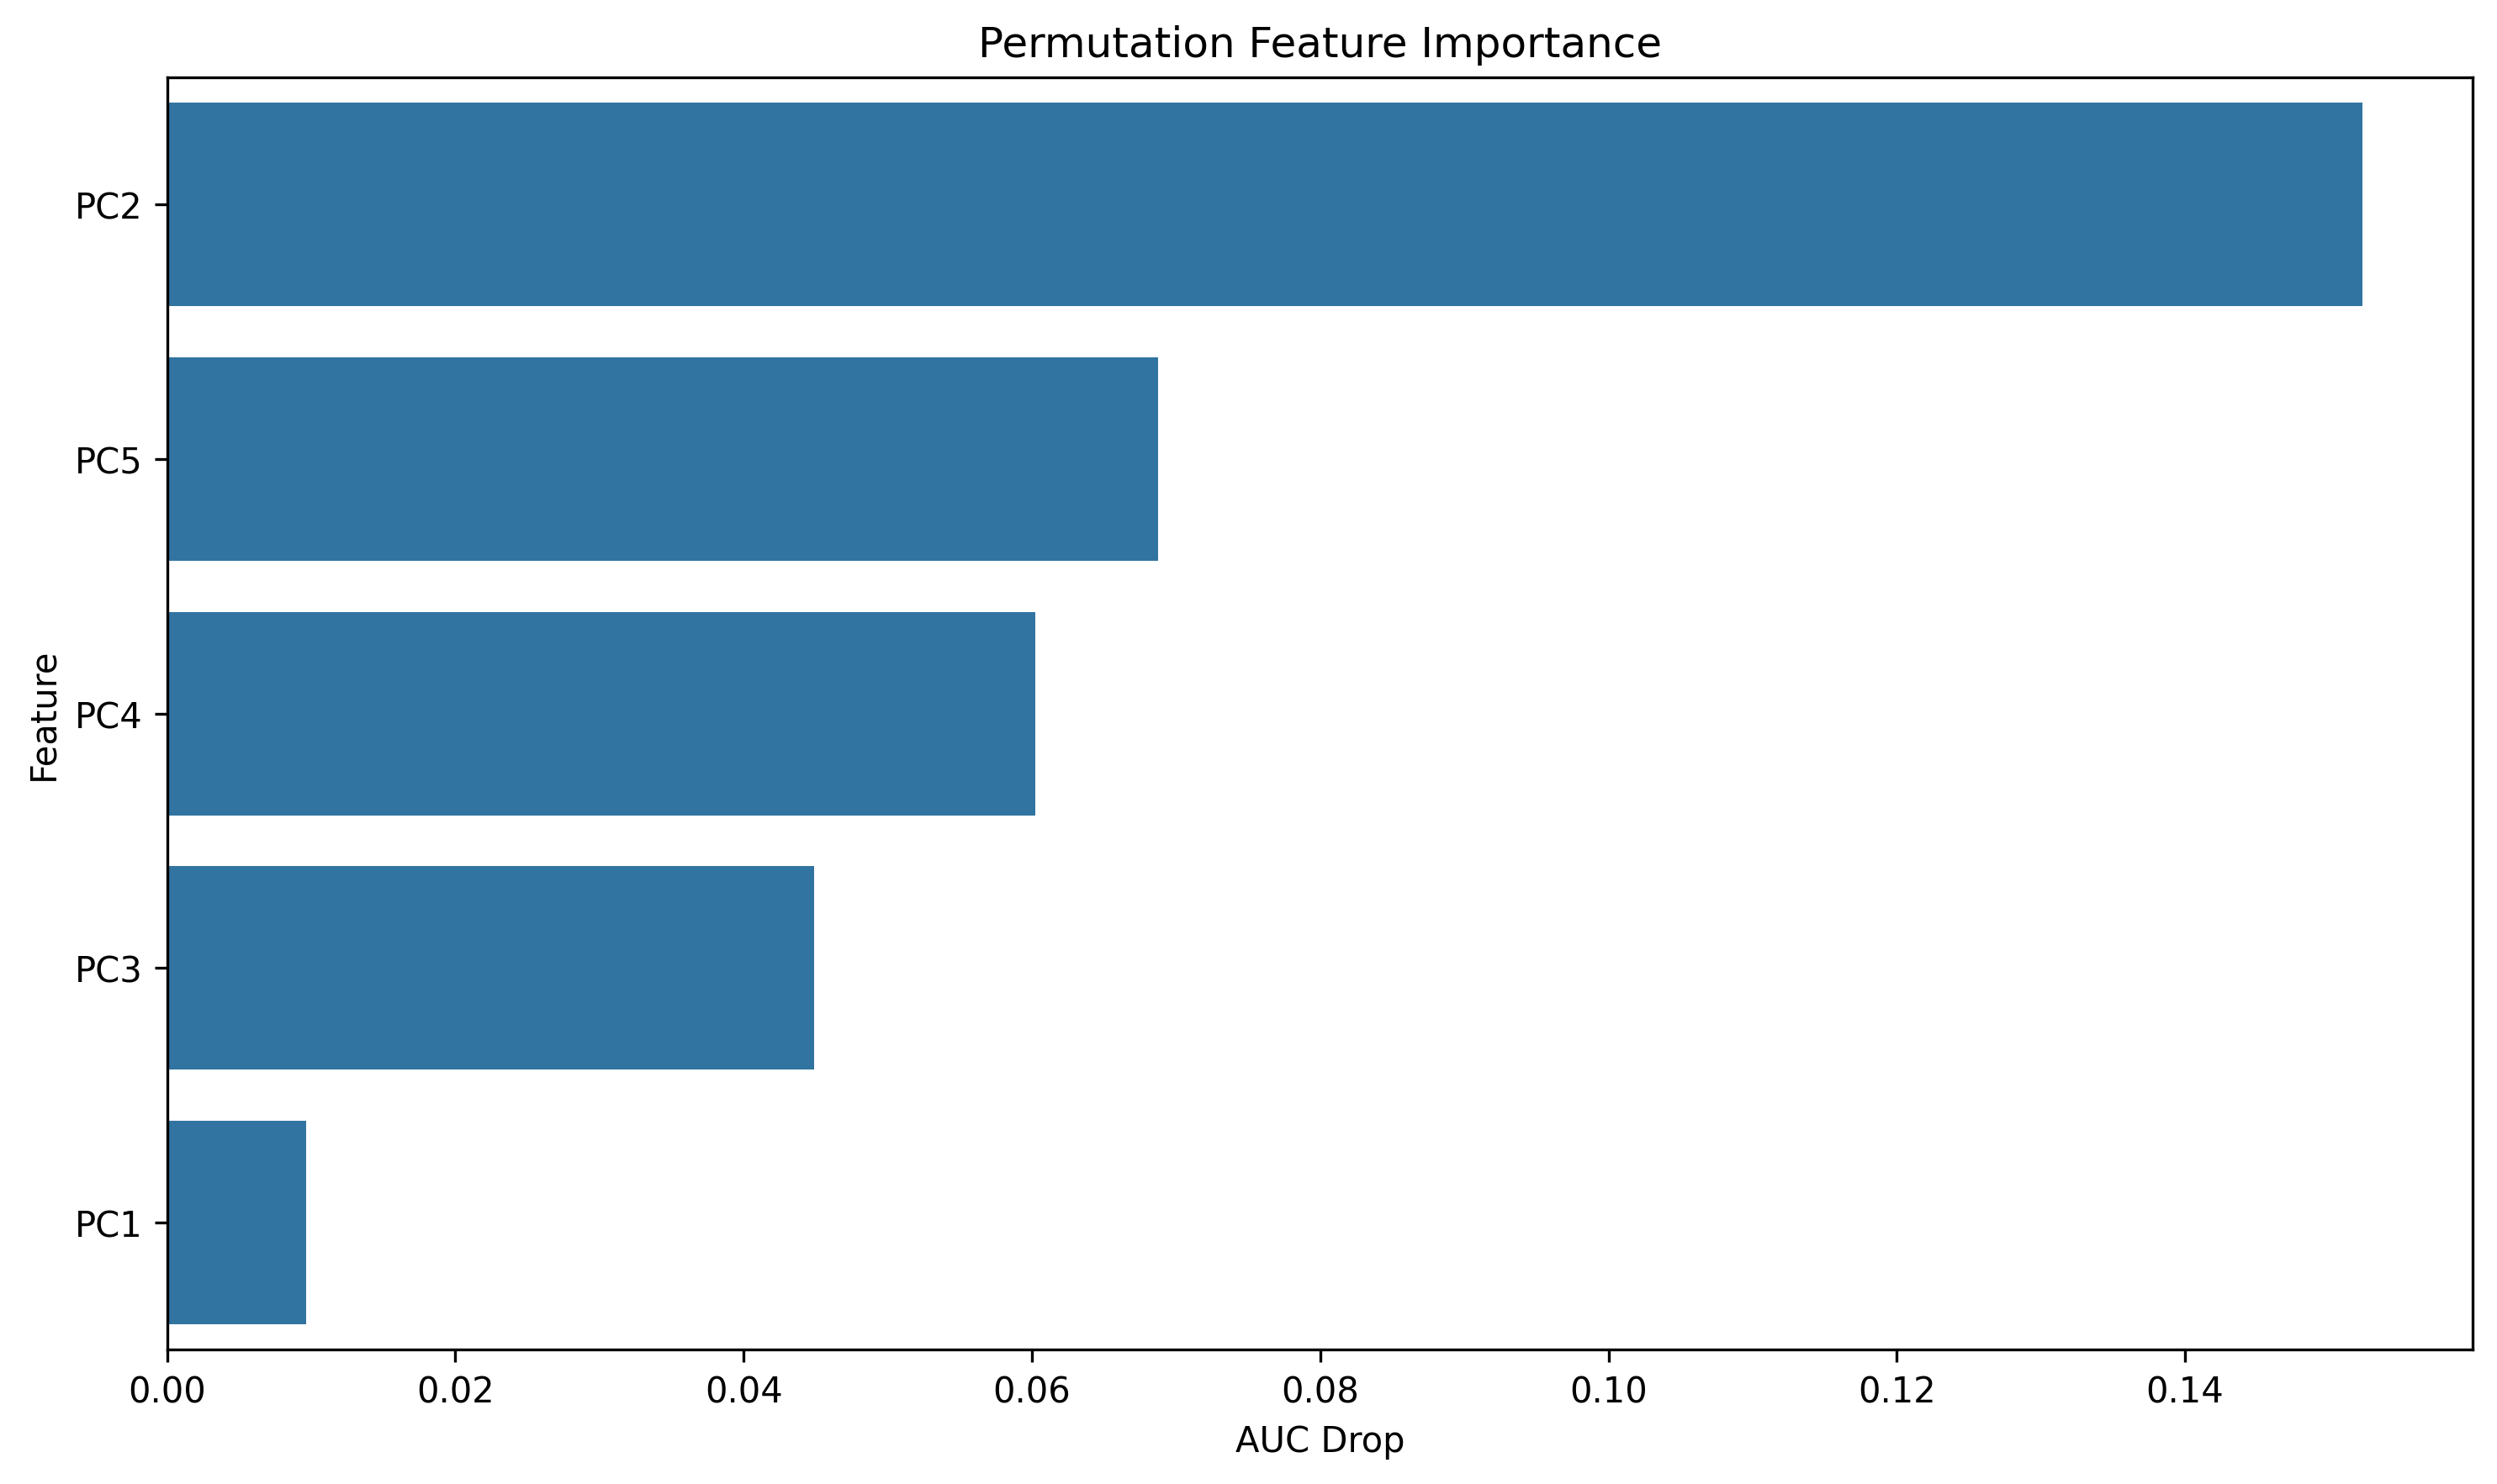 Permutation Feature Importance
PC2
PC5
PC4
PC3
PC1
Feature
0.00 0.02 0.04 0.06 0.08 0.10 0.12 0.14
AUC Drop